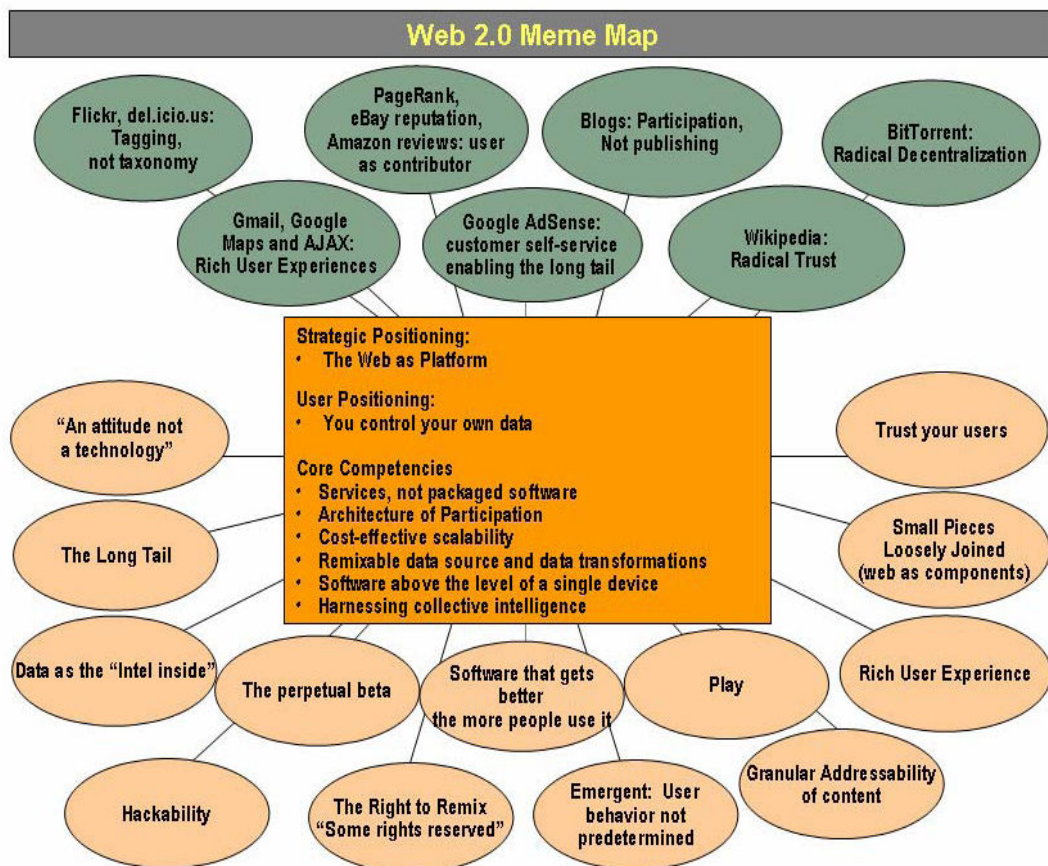 Web 2.0 Meme Map
Flickr, del.icio.us:
Tagging,
not taxonomy
PageRank,
eBay reputation,
Amazon reviews: user
as contributor
Blogs: Participation,
Not publishing
BitTorrent:
Radical Decentralization
Gmail, Google
Maps and AJAX:
Rich User Experiences
Google AdSense:
customer self-service
enabling the long tail
Wikipedia:
Radical Trust
Strategic Positioning:
• The Web as Platform
User Positioning:
• You control your own data
Core Competencies
• Services, not packaged software
• Architecture of Participation
• Cost-effective scalability
• Remixable data source and data transformations
• Software above the level of a single device
• Harnessing collective intelligence
“An attitude not
a technology”
Trust your users
The Long Tail
Small Pieces
Loosely Joined
(web as components)
Data as the “Intel inside”
The perpetual beta
Software that gets
better
the more people use it
Play
Rich User Experience
Hackability
The Right to Remix
“Some rights reserved”
Emergent: User
behavior not
predetermined
Granular Addressability
of content